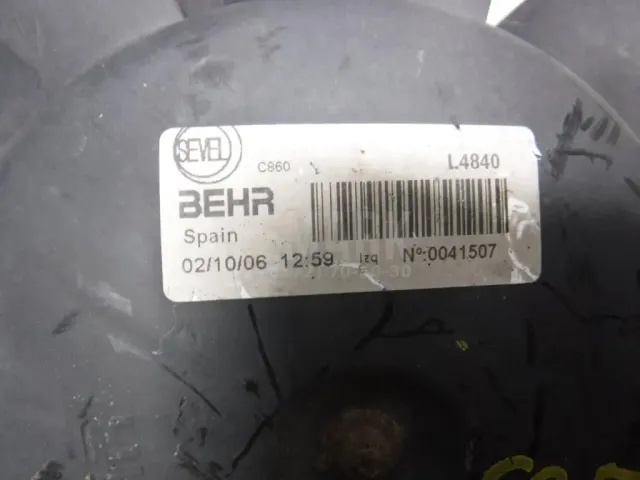 SEVEL C860 L4840
BEHR
Spain
02/10/06 12:59 Izq Nº:0041507